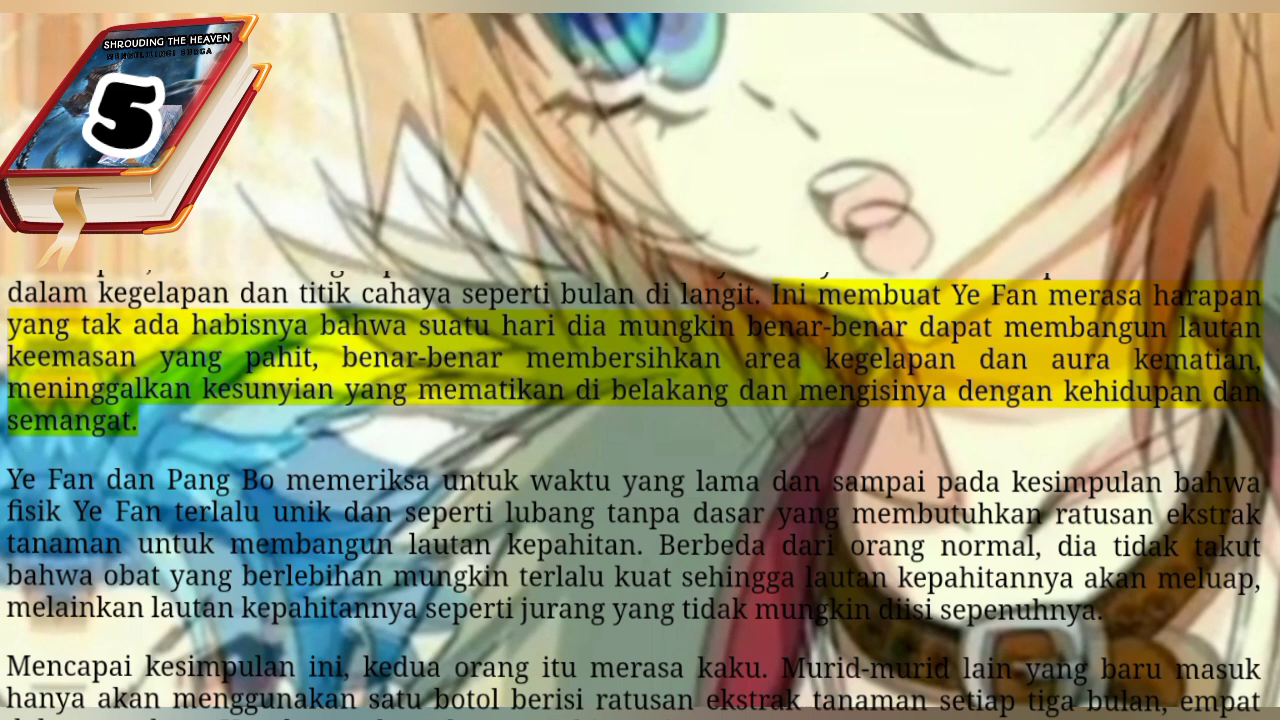 SHROUDING THE HEAVEN
5
dalam kegelapan dan titik cahaya seperti bulan di langit. Ini membuat Ye Fan merasa harapan
yang tak ada habisnya bahwa suatu hari dia mungkin benar-benar dapat membangun lautan
keemasan yang pahit, benar-benar membersihkan area kegelapan dan aura kematian,
meninggalkan kesunyian yang mematikan di belakang dan mengisinya dengan kehidupan dan
semangat.
Ye Fan dan Pang Bo memeriksa untuk waktu yang lama dan sampai pada kesimpulan bahwa
fisik Ye Fan terlalu unik dan seperti lubang tanpa dasar yang membutuhkan ratusan ekstrak
tanaman untuk membangun lautan kepahitan. Berbeda dari orang normal, dia tidak takut
bahwa obat yang berlebihan mungkin terlalu kuat sehingga lautan kepahitannya akan meluap,
melainkan lautan kepahitannya seperti jurang yang tidak mungkin diisi sepenuhnya.
Mencapai kesimpulan ini, kedua orang itu merasa kaku. Murid-murid lain yang baru masuk
hanya akan menggunakan satu botol berisi ratusan ekstrak tanaman setiap tiga bulan, empat